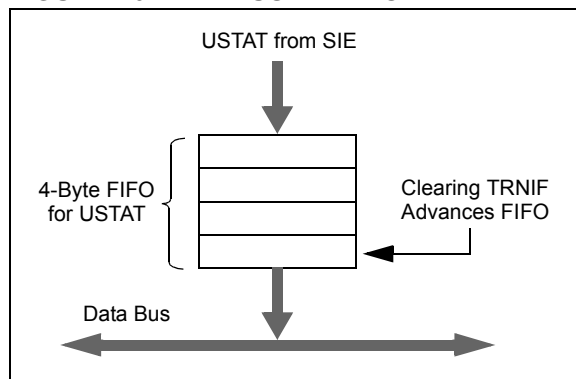 USTAT from SIE
4-Byte FIFO
for USTAT
Clearing TRNIF
Advances FIFO
Data Bus